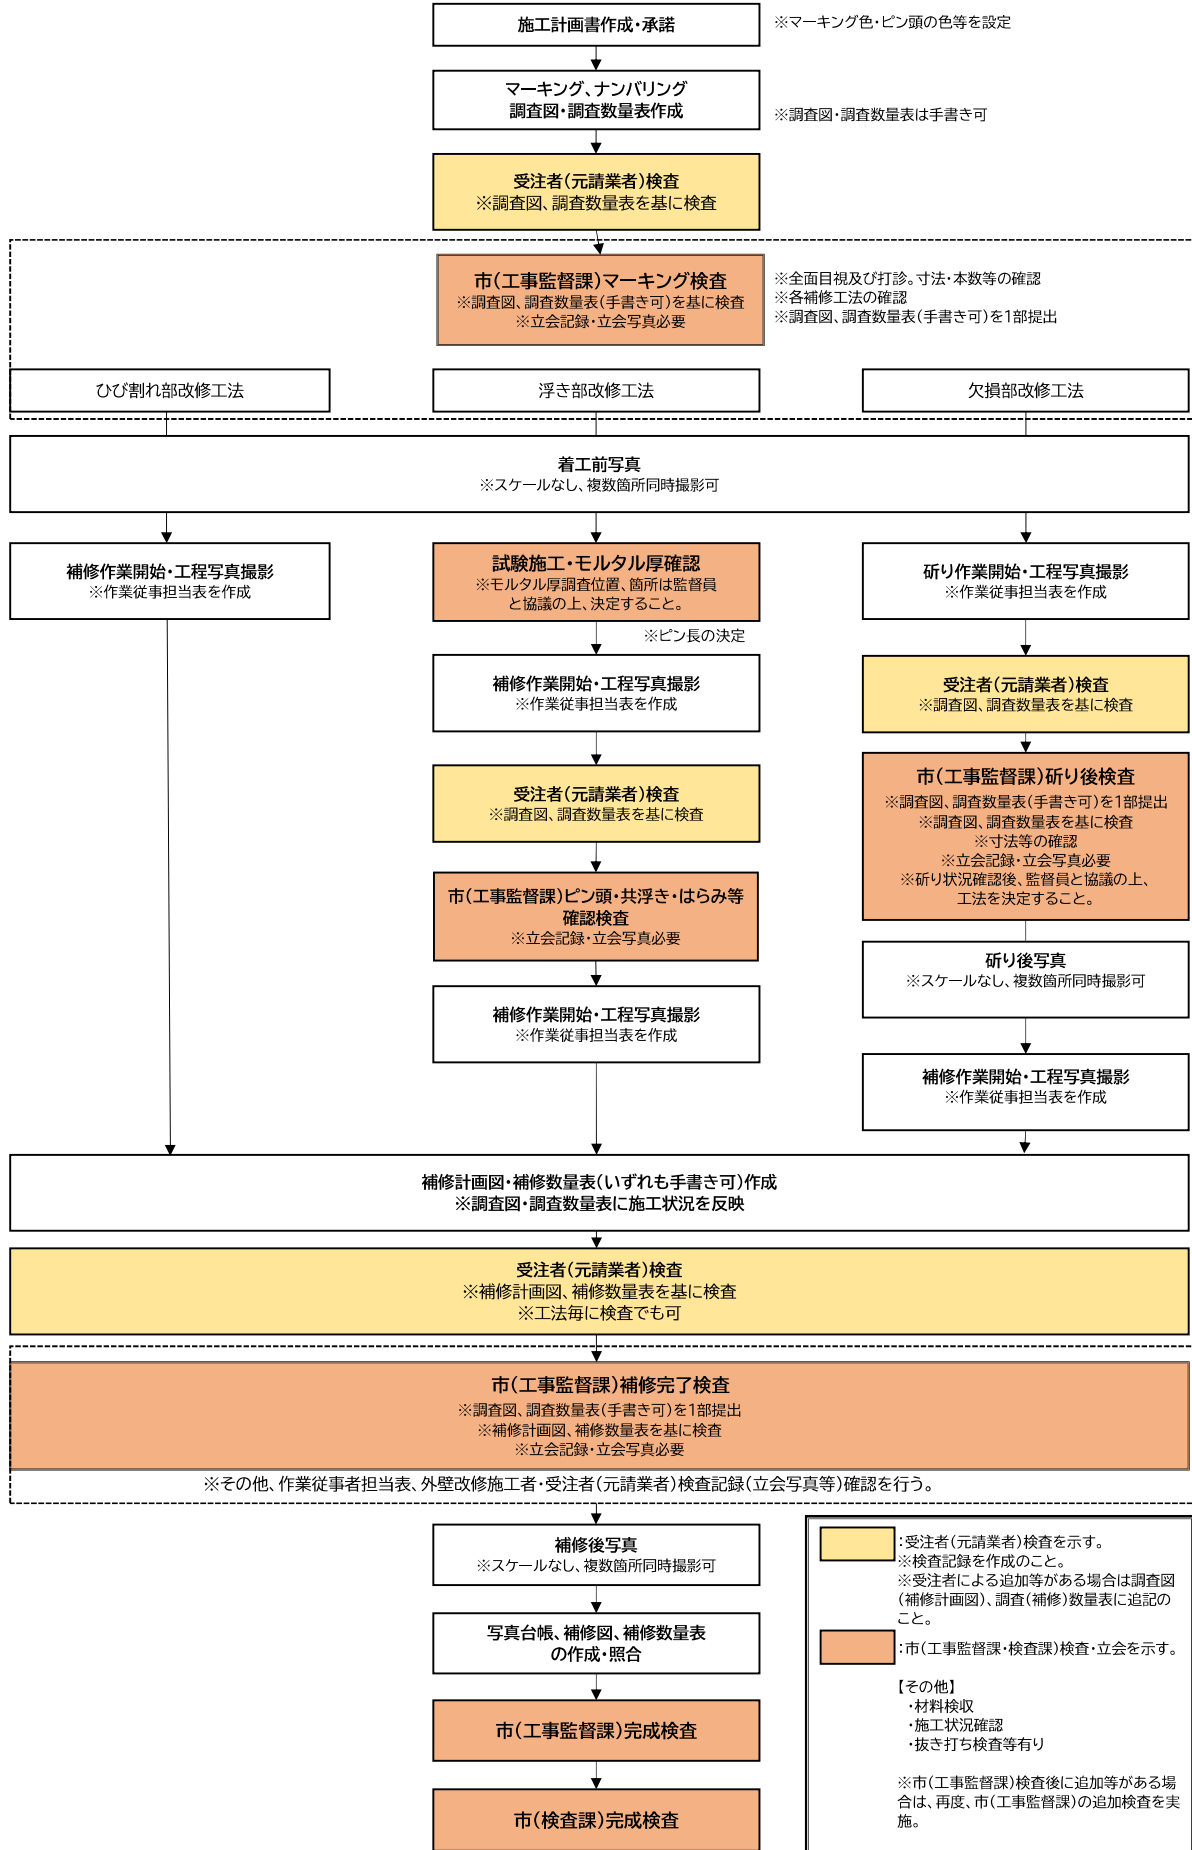 施工計画書作成・承諾
※マーキング色・ピン頭の色等を設定
マーキング、ナンバリング
調査図・調査数量表作成
※調査図・調査数量表は手書き可
受注者（元請業者）検査
※調査図、調査数量表を基に検査
市（工事監督課）マーキング検査
※調査図、調査数量表（手書き可）を基に検査
※立会記録・立会写真必要
※全面目視及び打診。寸法・本数等の確認
※各補修工法の確認
※調査図、調査数量表（手書き可）を1部提出
ひび割れ部改修工法
浮き部改修工法
欠損部改修工法
着工前写真
※スケールなし、複数箇所同時撮影可
補修作業開始・工程写真撮影
※作業従事担当表を作成
試験施工・モルタル厚確認
※モルタル厚調査位置、箇所は監督員
と協議の上、決定すること。
※ピン長の決定
補修作業開始・工程写真撮影
※作業従事担当表を作成
受注者（元請業者）検査
※調査図、調査数量表を基に検査
市（工事監督課）ピン頭・共浮き・はらみ等
確認検査
※立会記録・立会写真必要
補修作業開始・工程写真撮影
※作業従事担当表を作成
斫り作業開始・工程写真撮影
※作業従事担当表を作成
受注者（元請業者）検査
※調査図、調査数量表を基に検査
市（工事監督課）斫り後検査
※調査図、調査数量表（手書き可）を1部提出
※調査図、調査数量表を基に検査
※寸法等の確認
※立会記録・立会写真必要
※斫り状況確認後、監督員と協議の上、
工法を決定すること。
斫り後写真
※スケールなし、複数箇所同時撮影可
補修作業開始・工程写真撮影
※作業従事担当表を作成
補修計画図・補修数量表（いずれも手書き可）作成
※調査図・調査数量表に施工状況を反映
受注者（元請業者）検査
※補修計画図、補修数量表を基に検査
※工法毎に検査でも可
市（工事監督課）補修完了検査
※調査図、調査数量表（手書き可）を1部提出
※補修計画図、補修数量表を基に検査
※立会記録・立会写真必要
※その他、作業従事者担当表、外壁改修施工者・受注者（元請業者）検査記録（立会写真等）確認を行う。
補修後写真
※スケールなし、複数箇所同時撮影可
写真台帳、補修図、補修数量表
の作成・照合
市（工事監督課）完成検査
市（検査課）完成検査
：受注者（元請業者）検査を示す。
※検査記録を作成のこと。
※受注者による追加等がある場合は調査図
（補修計画図）、調査（補修）数量表に追記の
こと。
：市（工事監督課・検査課）検査・立会を示す。
【その他】
・材料検収
・施工状況確認
・抜き打ち検査等有り
※市（工事監督課）検査後に追加等がある場
合は、再度、市（工事監督課）の追加検査を実
施。